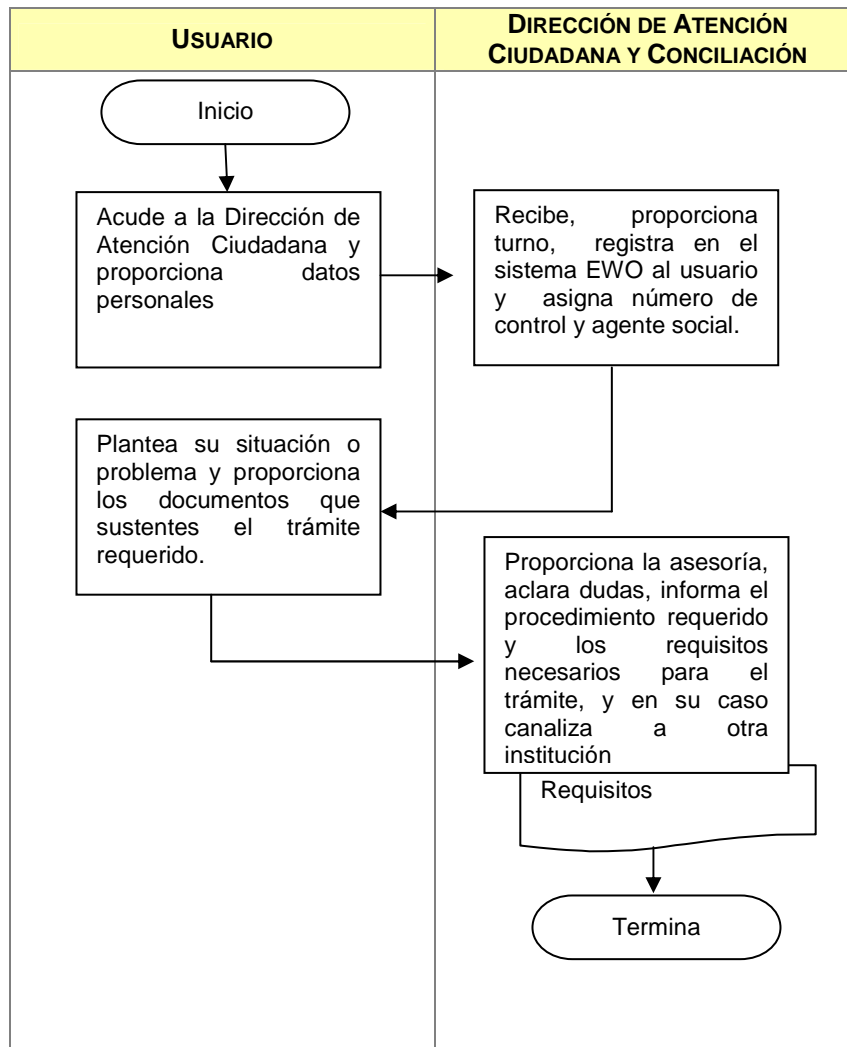 USUARIO
DIRECCIÓN DE ATENCIÓN
CIUDADANA Y CONCILIACIÓN
Inicio
Acude a la Dirección de
Atención Ciudadana y
proporciona datos
personales
Recibe, proporciona
turno, registra en el
sistema EWO al usuario
y asigna número de
control y agente social.
Plantea su situación o
problema y proporciona
los documentos que
sustentes el trámite
requerido.
Proporciona la asesoría,
aclara dudas, informa el
procedimiento requerido
y los requisitos
necesarios para el
trámite, y en su caso
canaliza a otra
institución
Requisitos
Termina